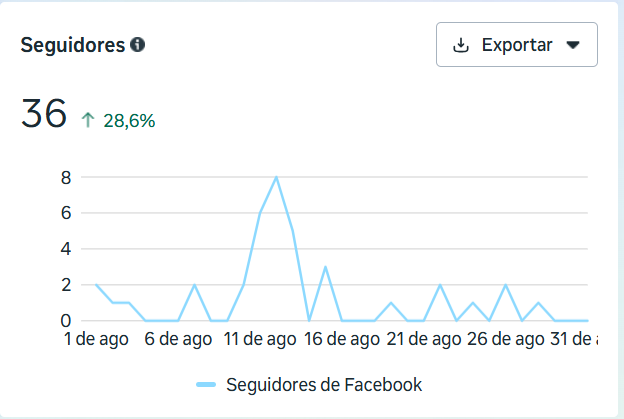 Seguidores
Exportar
36 ↑ 28,6%
8
6
4
2
0
1 de ago 6 de ago 11 de ago 16 de ago 21 de ago 26 de ago 31 de a
Seguidores de Facebook